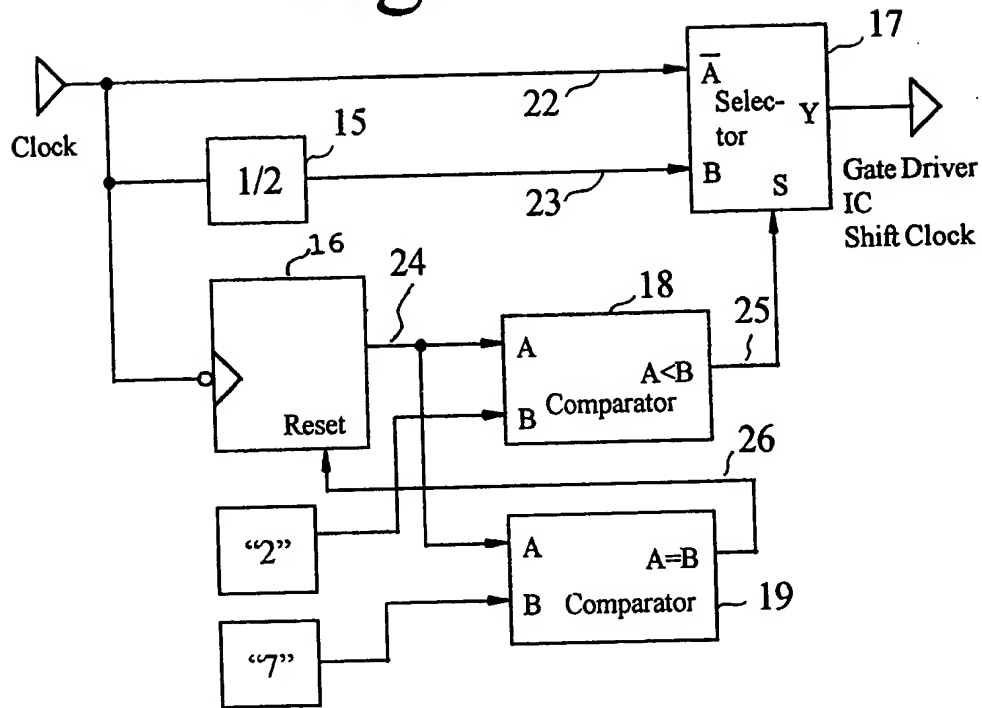 g
17
A
Selec-
tor
Y
22
Clock
15
1/2
B
S
23
Gate Driver
IC
Shift Clock
16
24
18
25
A
A<B
Comparator
B
Reset
26
"2"
A
A=B
B
Comparator
19
"7"